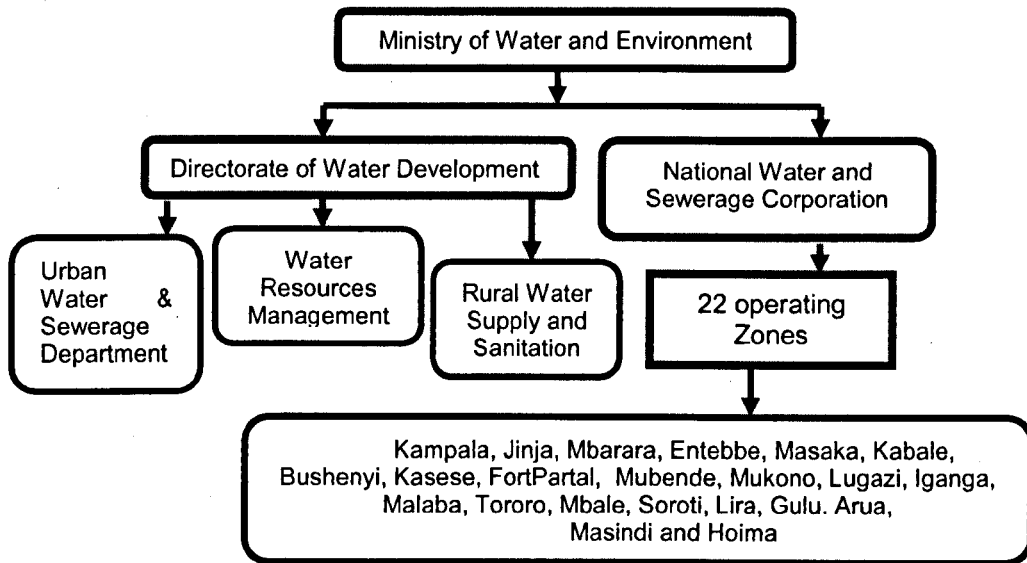 Ministry of Water and Environment
Directorate of Water Development
National Water and
Sewerage Corporation
Urban
Water &
Sewerage
Department
Water
Resources
Management
Rural Water
Supply and
Sanitation
22 operating
Zones
Kampala, Jinja, Mbarara, Entebbe, Masaka, Kabale,
Bushenyi, Kasese, FortPartal, Mubende, Mukono, Lugazi, Iganga,
Malaba, Tororo, Mbale, Soroti, Lira, Gulu. Arua,
Masindi and Hoima